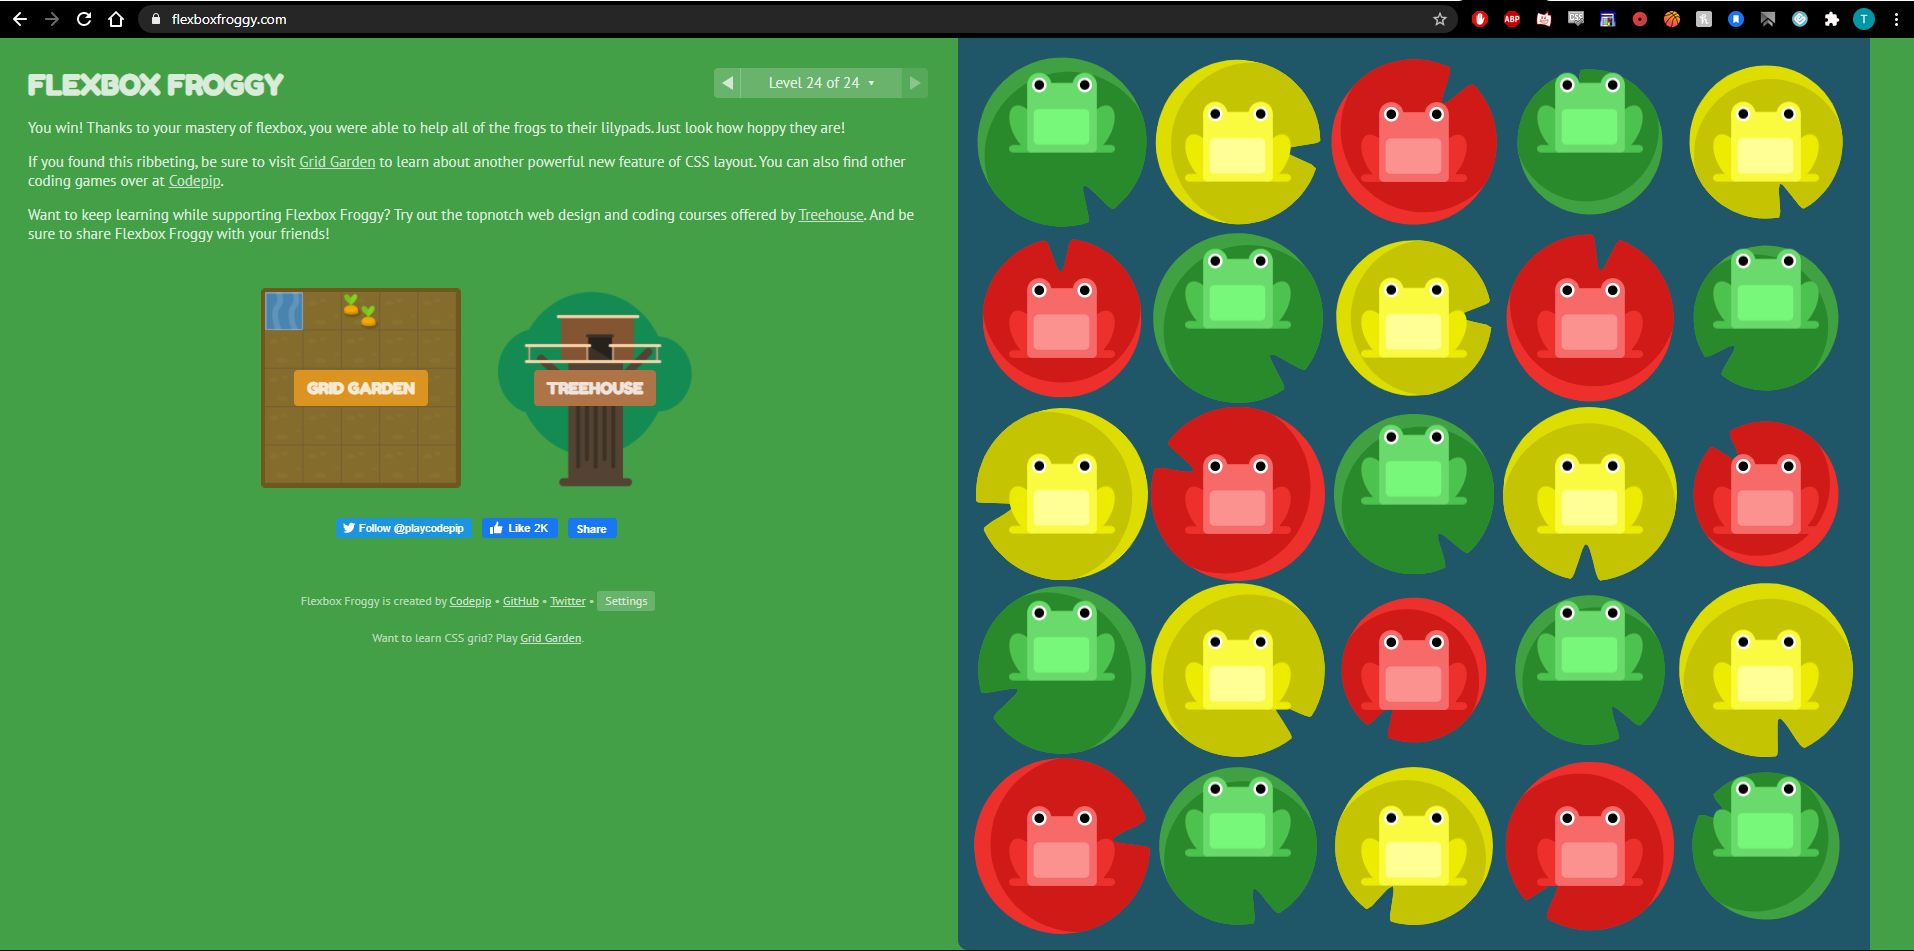 flexboxfroggy.com
ABP
CSS
T
FLEXBOX FROGGY
Level 24 of 24
You win! Thanks to your mastery of flexbox, you were able to help all of the frogs to their lilypads. Just look how hoppy they are!
If you found this ribbeting, be sure to visit Grid Garden to learn about another powerful new feature of CSS layout. You can also find other
coding games over at Codepip.
Want to keep learning while supporting Flexbox Froggy? Try out the topnotch web design and coding courses offered by Treehouse. And be
sure to share Flexbox Froggy with your friends!
GRID GARDEN
TREEHOUSE
Follow @playcodepip
Like 2K
Share
Flexbox Froggy is created by Codepip • GitHub • Twitter • Settings
Want to learn CSS grid? Play Grid Garden.